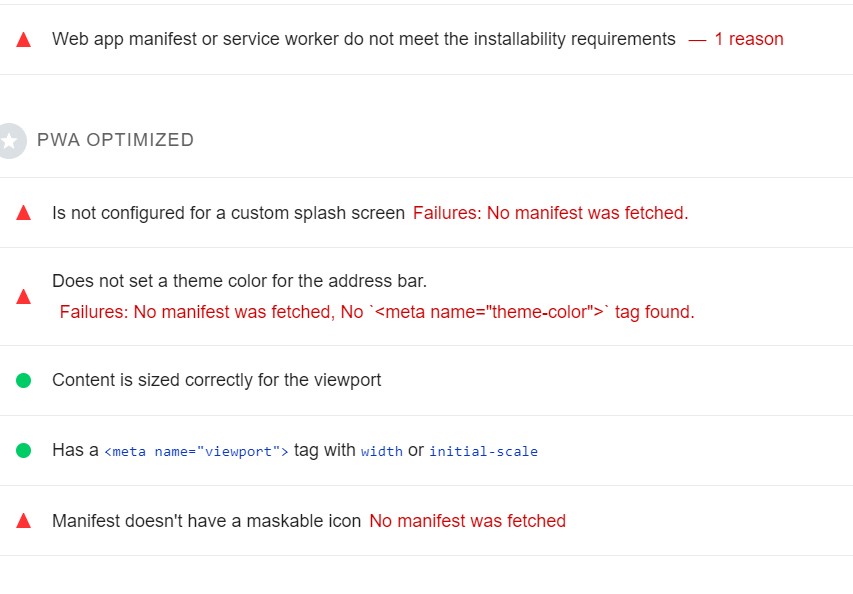 Web app manifest or service worker do not meet the installability requirements — 1 reason
PWA OPTIMIZED
Is not configured for a custom splash screen Failures: No manifest was fetched.
Does not set a theme color for the address bar.
Failures: No manifest was fetched, No `<meta name="theme-color">` tag found.
Content is sized correctly for the viewport
Has a <meta name="viewport"> tag with width or initial-scale
Manifest doesn't have a maskable icon No manifest was fetched